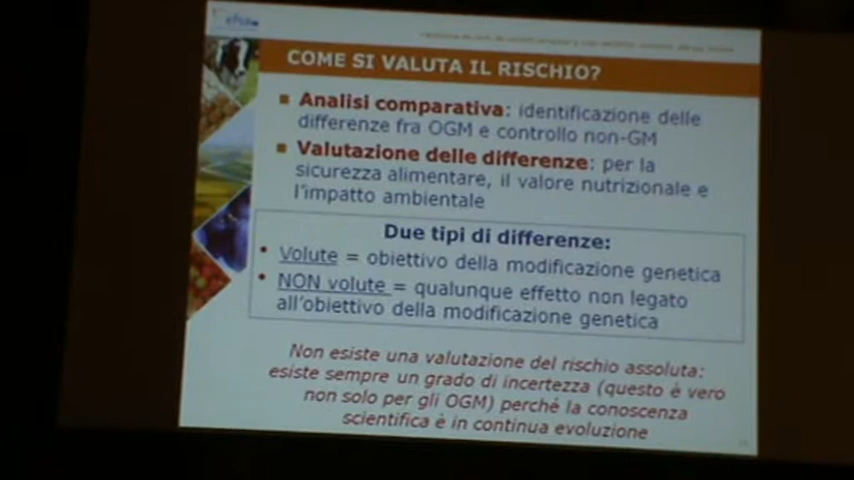 efsa
COME SI VALUTA IL RISCHIO?
Analisi comparativa: identificazione delle
differenze fra OGM e controllo non-GM
Valutazione delle differenze: per la
sicurezza alimentare, il valore nutrizionale e
l'impatto ambientale
Due tipi di differenze:
Volute = obiettivo della modificazione genetica
NON volute = qualunque effetto non legato
all'obiettivo della modificazione genetica
Non esiste una valutazione del rischio assoluta:
esiste sempre un grado di incertezza (questo è vero
non solo per gli OGM) perché la conoscenza
scientifica è in continua evoluzione